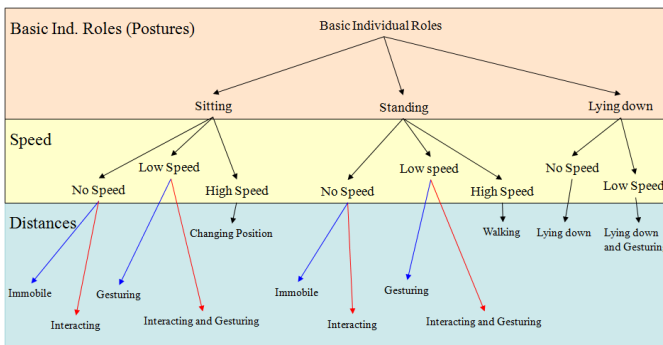 Basic Ind. Roles (Postures)
Basic Individual Roles
Sitting
Standing
Lying down
Speed
No Speed
Low Speed
High Speed
No Speed
Low speed
High Speed
No Speed
Low Speed
Distances
Changing Position
Walking
Lying down
Lying down
and Gesturing
Immobile
Gesturing
Interacting
Interacting and Gesturing
Immobile
Gesturing
Interacting
Interacting and Gesturing